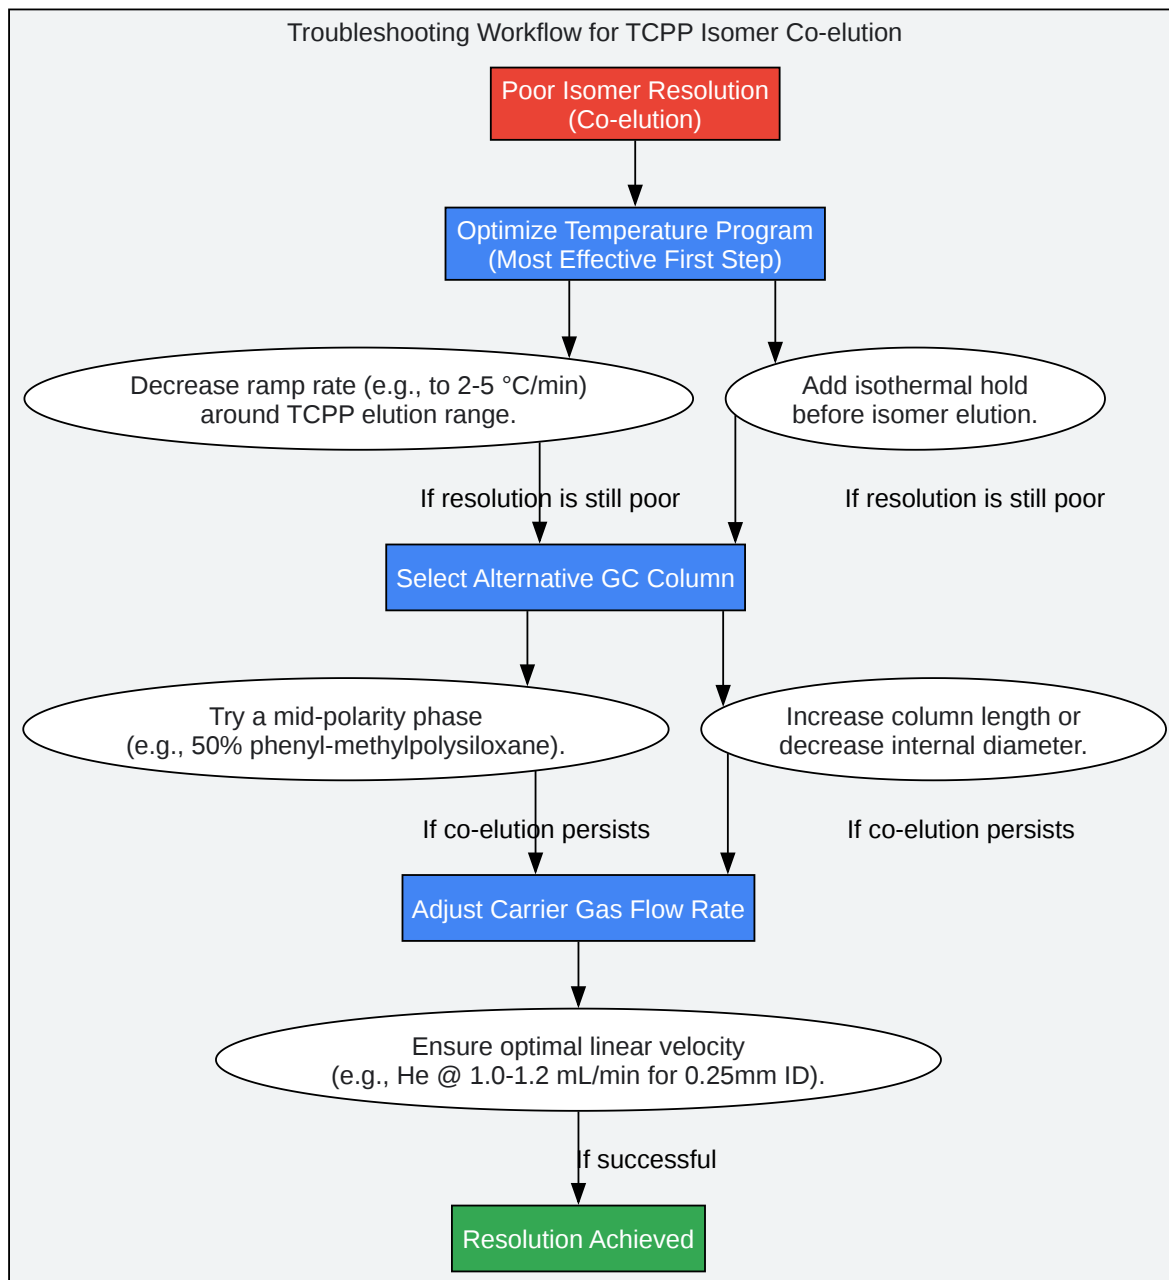 Troubleshooting Workflow for TCPP Isomer Co-elution
Poor Isomer Resolution
(Co-elution)
Optimize Temperature Program
(Most Effective First Step)
Decrease ramp rate (e.g., to 2-5 °C/min)
around TCPP elution range.
Add isothermal hold
before isomer elution.
If resolution is still poor
If resolution is still poor
Select Alternative GC Column
Try a mid-polarity phase
(e.g., 50% phenyl-methylpolysiloxane).
Increase column length or
decrease internal diameter.
If co-elution persists
If co-elution persists
Adjust Carrier Gas Flow Rate
Ensure optimal linear velocity
(e.g., He @ 1.0-1.2 mL/min for 0.25mm ID).
If successful
Resolution Achieved